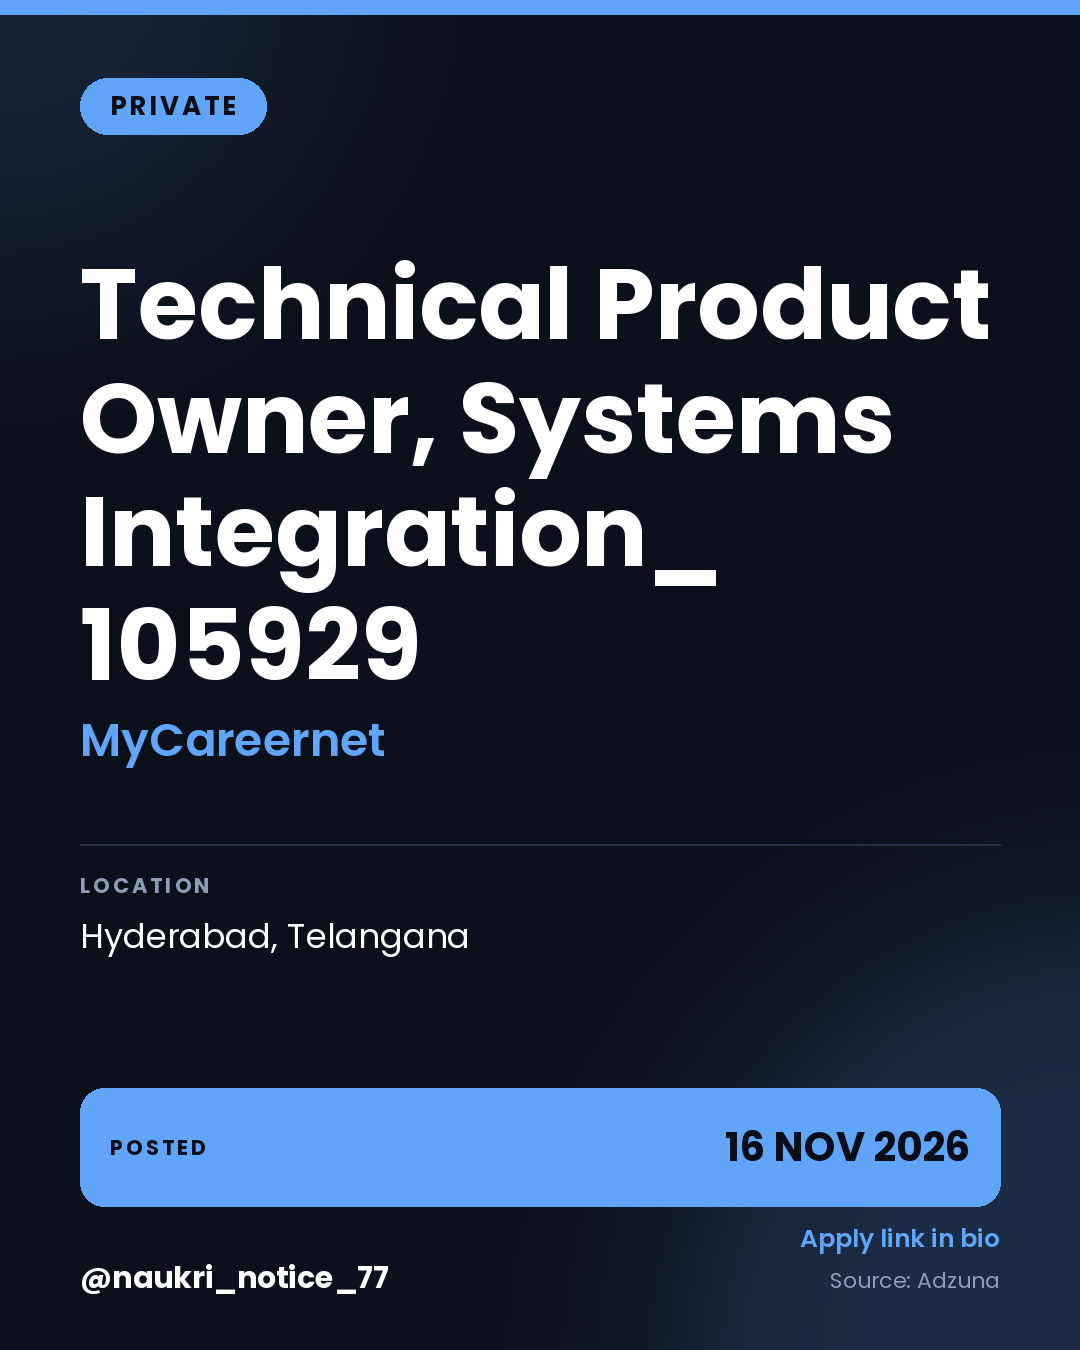 PRIVATE
Technical Product
Owner, Systems
Integration_
105929
MyCareernet
LOCATION
Hyderabad, Telangana
POSTED
16 NOV 2026
Apply link in bio
@naukri_notice_77
Source: Adzuna